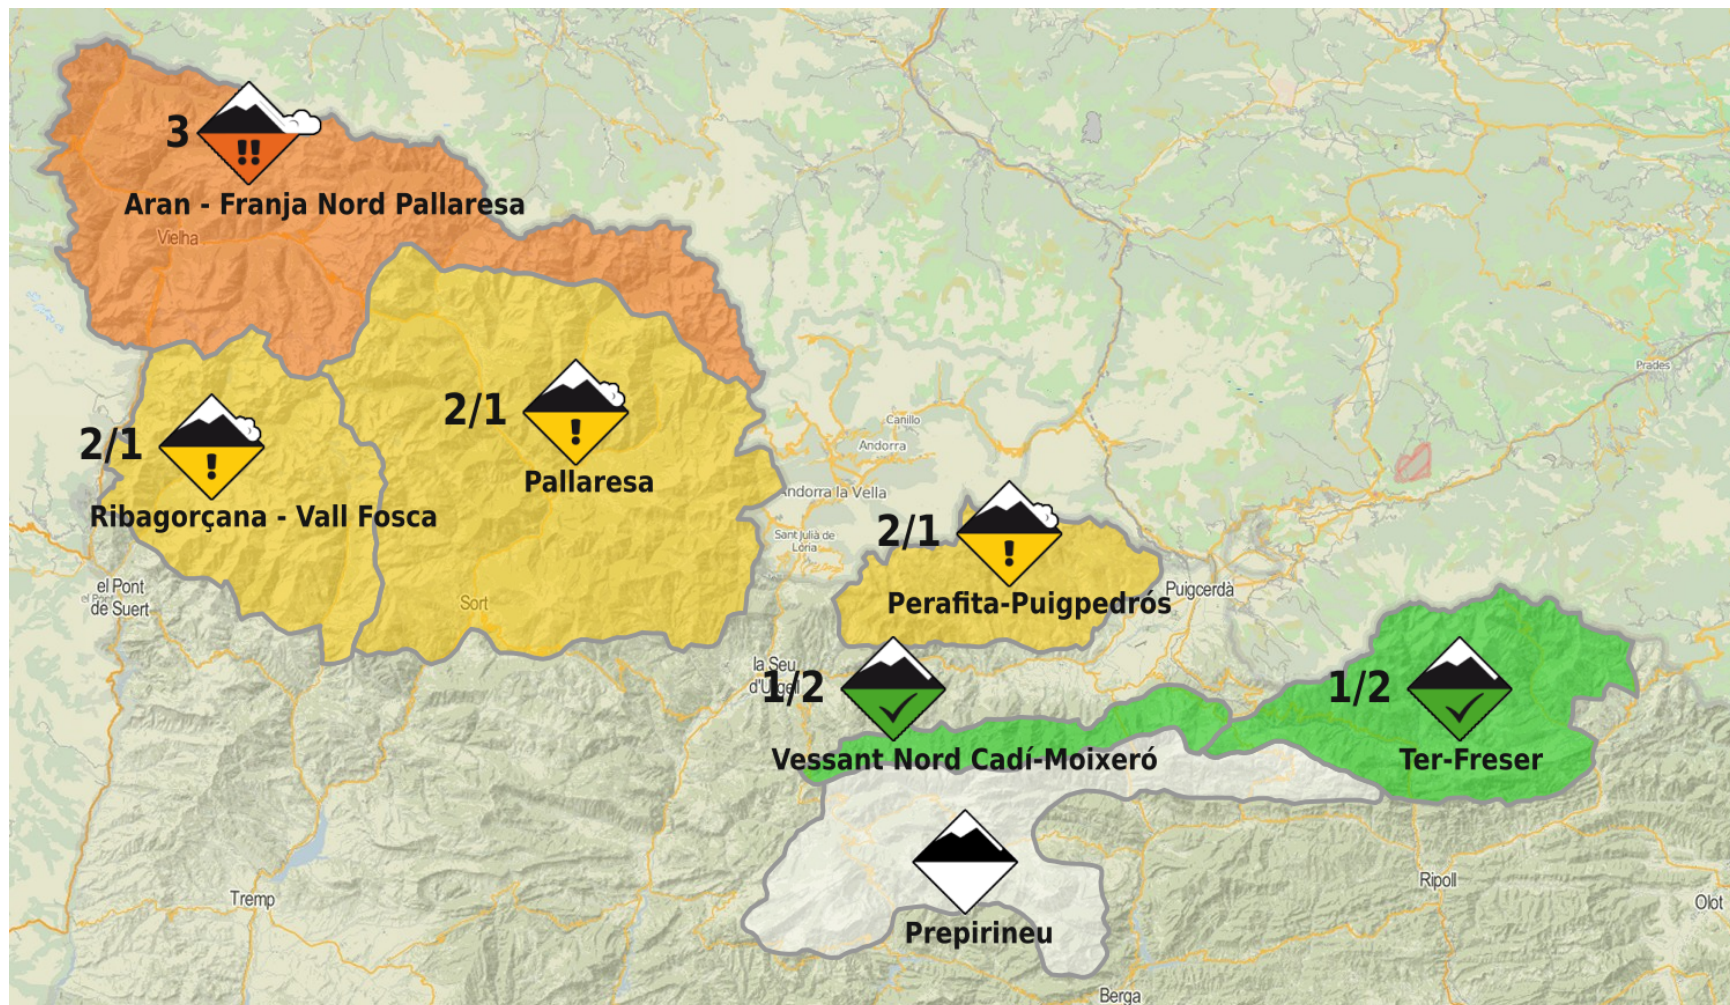 3
!!
Aran - Franja Nord Pallaresa
Vielha
2/1
!
Pallaresa
2/1
!
Ribagorçana - Vall Fosca
Prades
Canillo
Andorra
Andorra la Vella
Sant Julià de
Lòria
2/1
!
Perafita-Puigpedrós
Puigcerdà
el Pont
de Suert
Sort
la Seu
d'Urgell
1/2
Vessant Nord Cadí-Moixeró
1/2
Ter-Freser
Prepirineu
Tremp
Ripoll
Olot
Berga